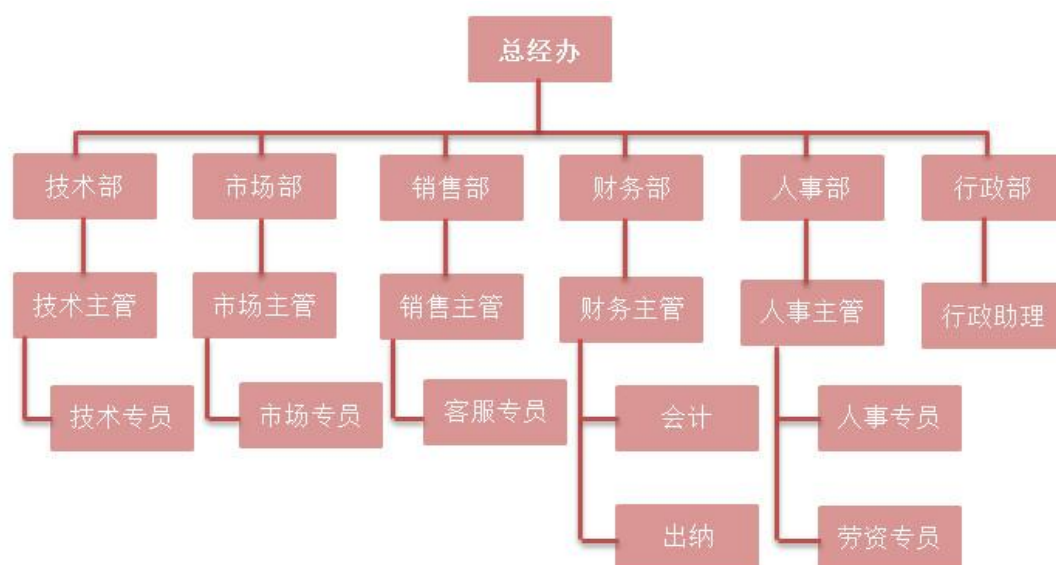 总经办
技术部
市场部
销售部
财务部
人事部
行政部
技术主管
市场主管
销售主管
财务主管
人事主管
行政助理
技术专员
市场专员
客服专员
会计
人事专员
出纳
劳资专员